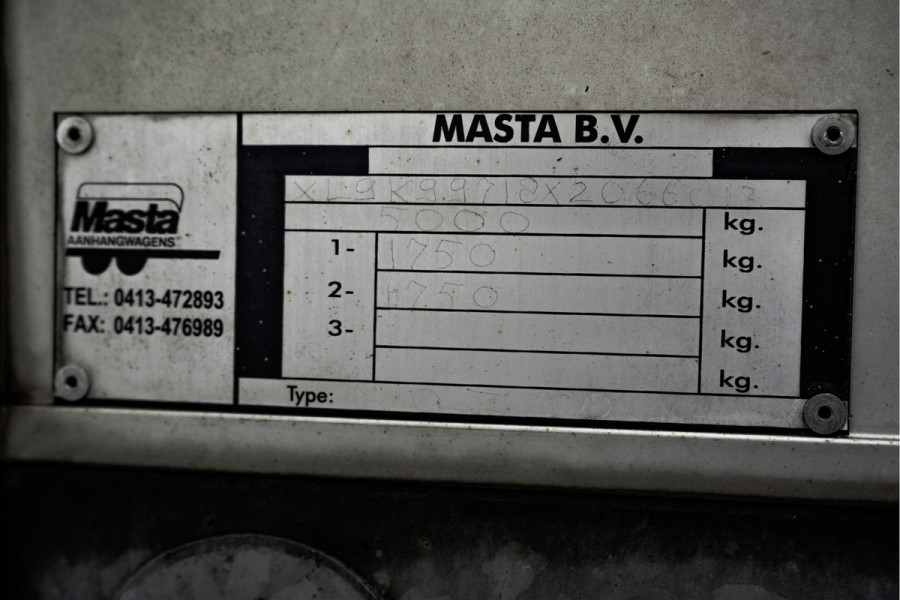 MASTA B.V.
Masta
AANHANGWAGENS
TEL.: 0413-472893
FAX: 0413-476989
5000 kg.
1- 1750 kg.
2- 1750 kg.
3- kg.
kg.
Type: